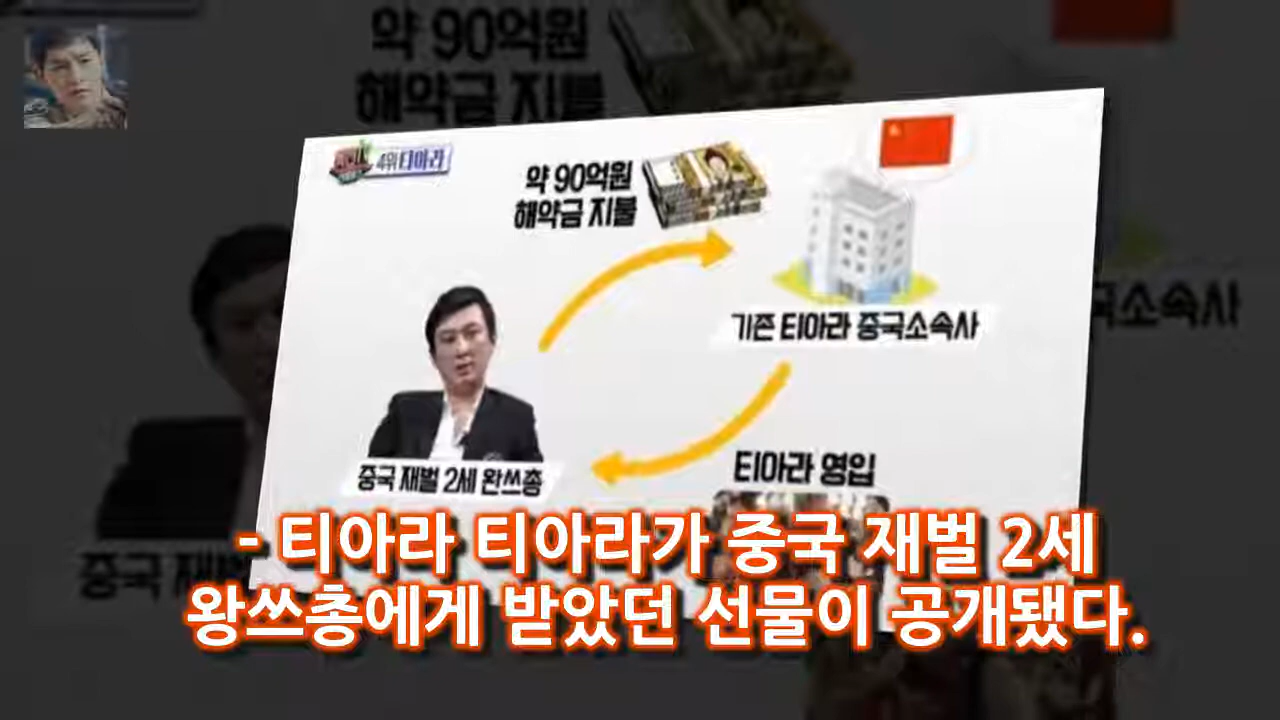 약 90억원
해약금 지불
4위 티아라
약 90억원
해약금 지불
기존 티아라 중국소속사
중국 재벌 2세 완쓰총
티아라 영입
국소속사
중국 재벌
- 티아라 티아라가 중국 재벌 2세
왕쓰총에게 받았던 선물이 공개됐다.